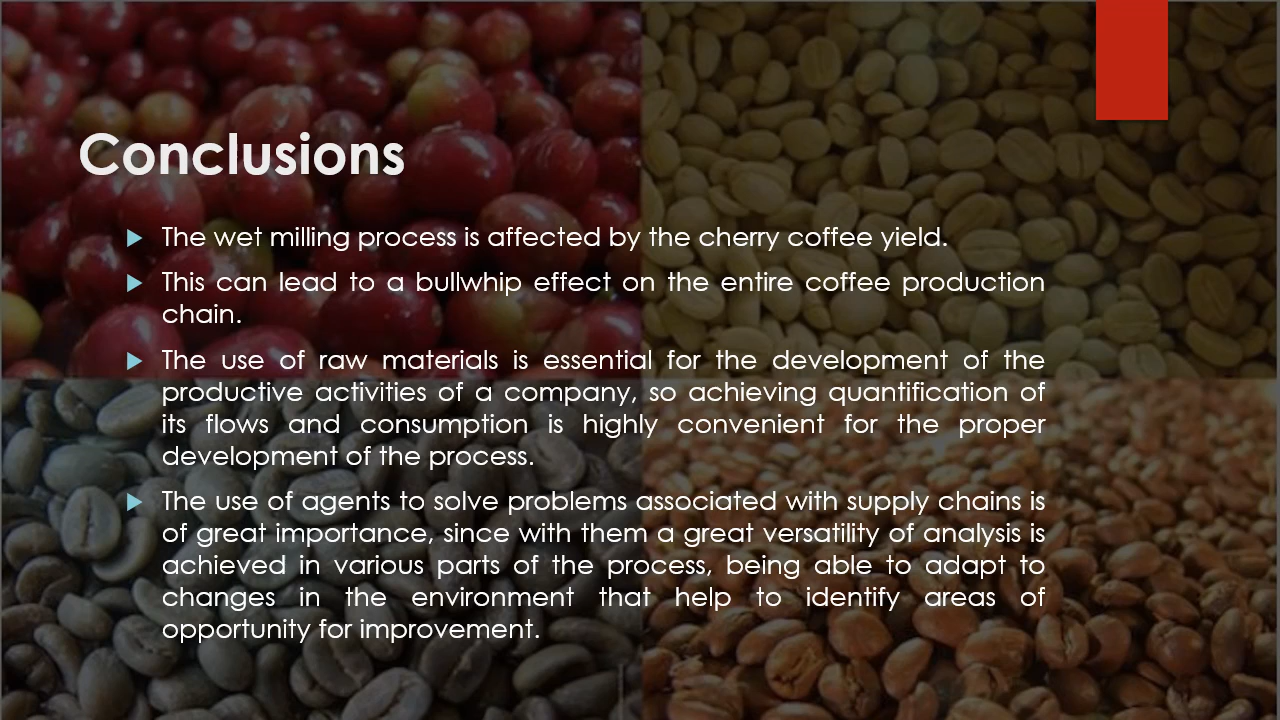 Conclusions
The wet milling process is affected by the cherry coffee yield.
This can lead to a bullwhip effect on the entire coffee production
chain.
The use of raw materials is essential for the development of the
productive activities of a company, so achieving quantification of
its flows and consumption is highly convenient for the proper
development of the process.
The use of agents to solve problems associated with supply chains is
of great importance, since with them a great versatility of analysis is
achieved in various parts of the process, being able to adapt to
changes in the environment that help to identify areas of
opportunity for improvement.